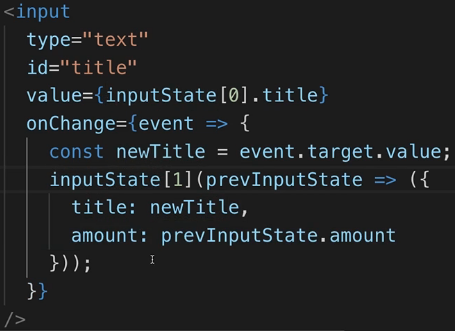 <input
type="text"
id="title"
value={inputState[0].title}
onChange={event => {
const newTitle = event.target.value;
inputState[1](prevInputState => ({
title: newTitle,
amount: prevInputState.amount
}));
}}
/>